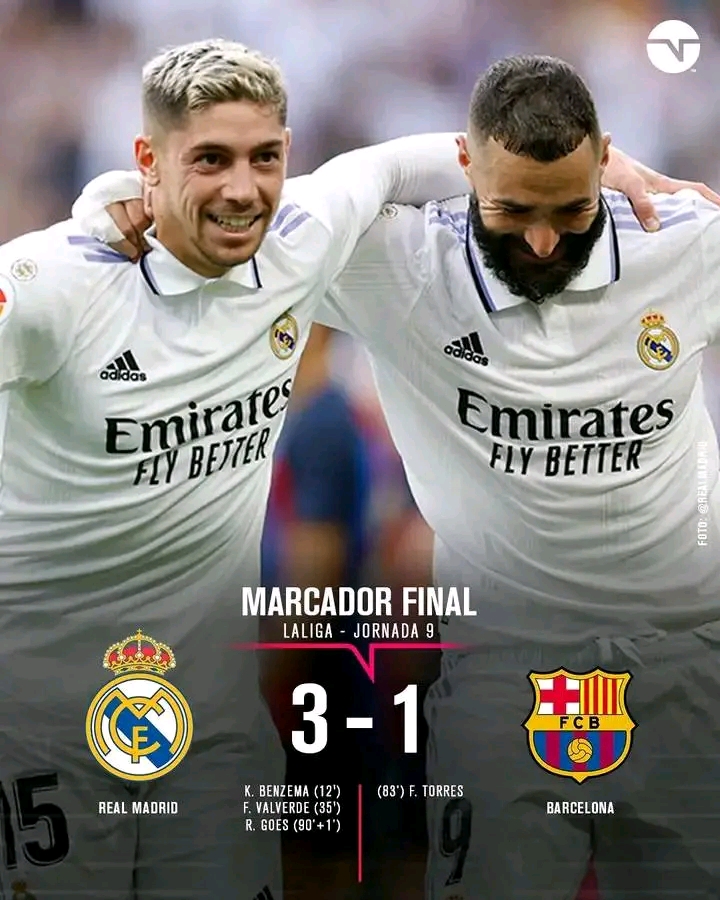 adidas
Emirates
FLY BETTER
adidas
Emirates
FLY BETTER
FOTO: @REALMADRID
MARCADOR FINAL
LALIGA - JORNADA 9
3 - 1
FCB
K. BENZEMA (12')
F. VALVERDE (35')
R. GOES (90'+1')
(83') F. TORRES
REAL MADRID
BARCELONA
15
9